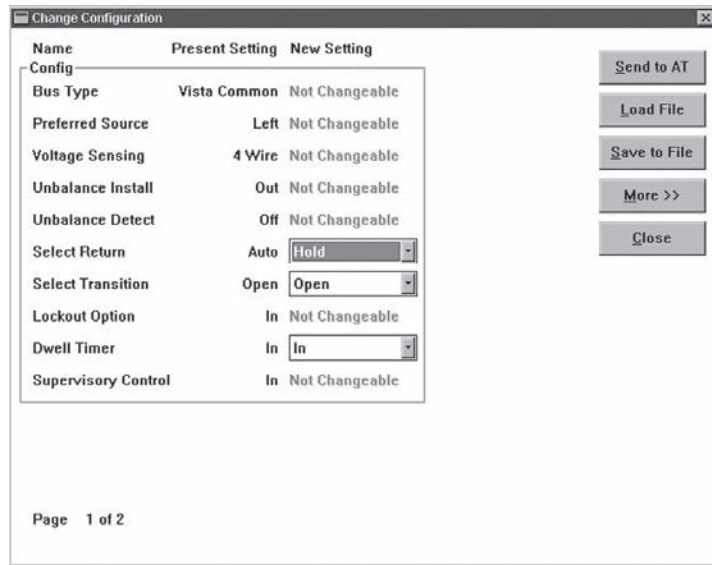 Change Configuration
Name Present Setting New Setting
Config
Bus Type Vista Common Not Changeable
Preferred Source Left Not Changeable
Voltage Sensing 4 Wire Not Changeable
Unbalance Install Out Not Changeable
Unbalance Detect Off Not Changeable
Select Return Auto Hold
Select Transition Open Open
Lockout Option In Not Changeable
Dwell Timer In In
Supervisory Control In Not Changeable
Page 1 of 2
Send to AT
Load File
Save to File
More >>
Close